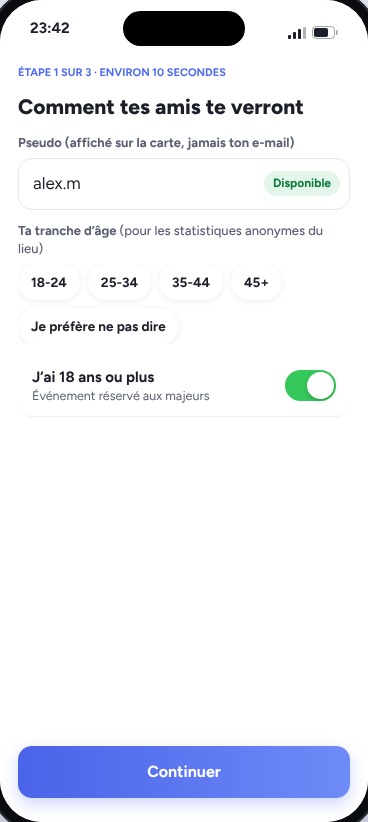 23:42
ÉTAPE 1 SUR 3 · ENVIRON 10 SECONDES
Comment tes amis te verront
Pseudo (affiché sur la carte, jamais ton e-mail)
alex.m
Disponible
Ta tranche d’âge (pour les statistiques anonymes du
lieu)
18-24 25-34 35-44 45+
Je préfère ne pas dire
J’ai 18 ans ou plus
Événement réservé aux majeurs
Continuer